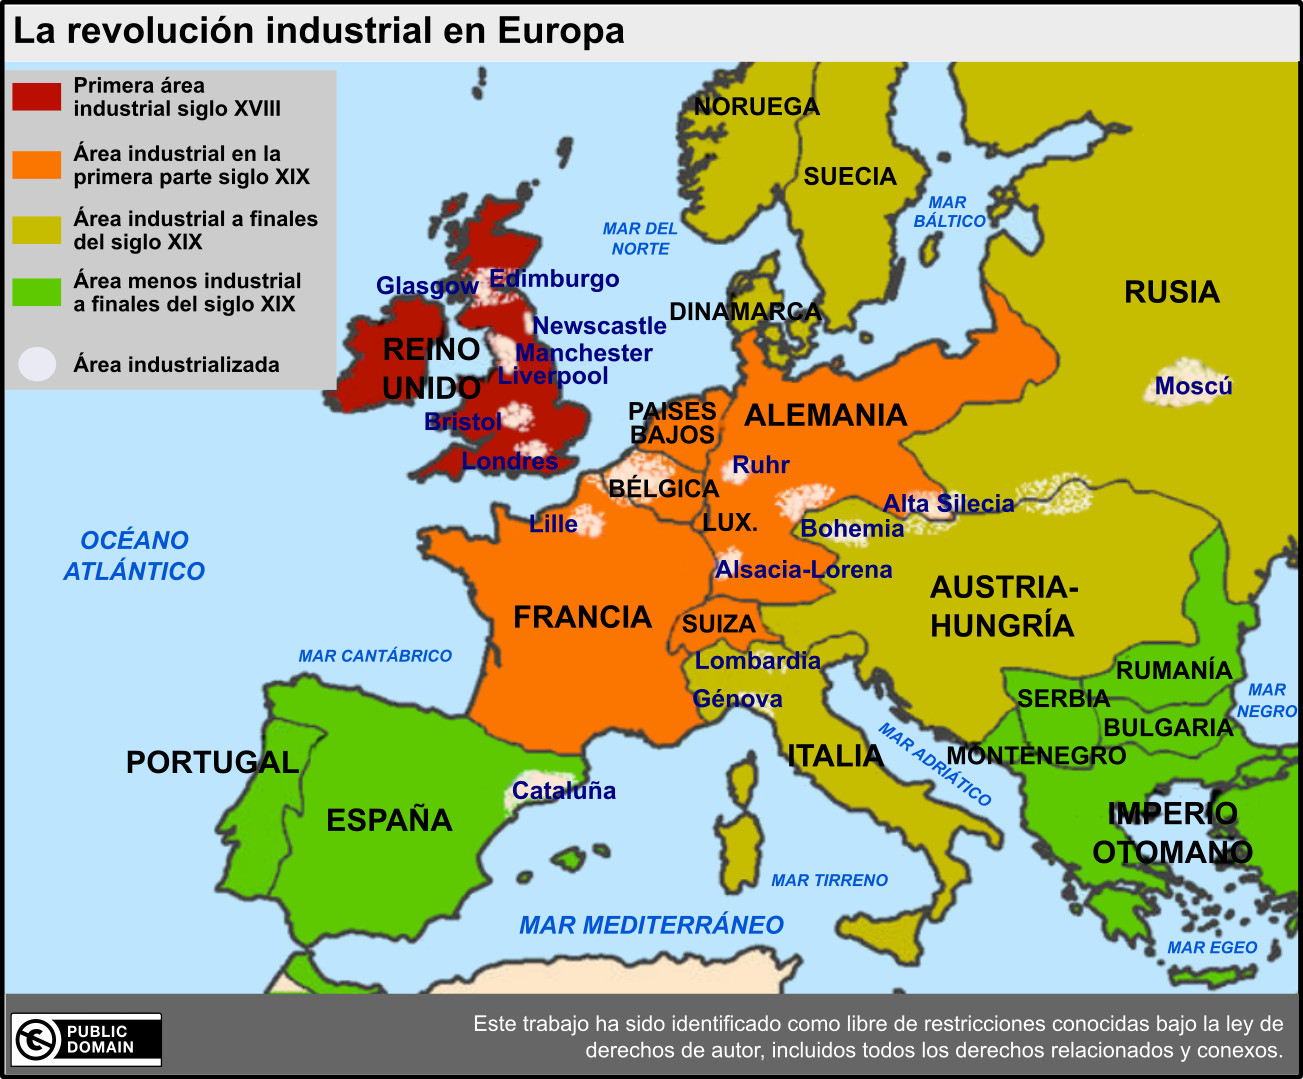 La revolución industrial en Europa
Primera área
industrial siglo XVIII
Área industrial en la
primera parte siglo XIX
Área industrial a finales
del siglo XIX
Área menos industrial
a finales del siglo XIX
Área industrializada
NORUEGA
SUECIA
MAR
BÁLTICO
MAR DEL
NORTE
Glasgow
Edimburgo
DINAMARCA
RUSIA
Newscastle
REINO
UNIDO
Manchester
Liverpool
Moscú
Bristol
PAISES
BAJOS
ALEMANIA
Londres
Ruhr
BÉLGICA
Alta Silecia
Lille
LUX.
Bohemia
OCÉANO
ATLÁNTICO
Alsacia-Lorena
AUSTRIA-
HUNGRÍA
FRANCIA
SUIZA
MAR CANTÁBRICO
Lombardia
RUMANÍA
Génova
SERBIA
MAR
NEGRO
BULGARIA
MAR ADRIÁTICO
MONTENEGRO
PORTUGAL
ITALIA
Cataluña
ESPAÑA
IMPERIO
OTOMANO
MAR TIRRENO
MAR MEDITERRÁNEO
MAR EGEO
PUBLIC
DOMAIN
Este trabajo ha sido identificado como libre de restricciones conocidas bajo la ley de
derechos de autor, incluidos todos los derechos relacionados y conexos.